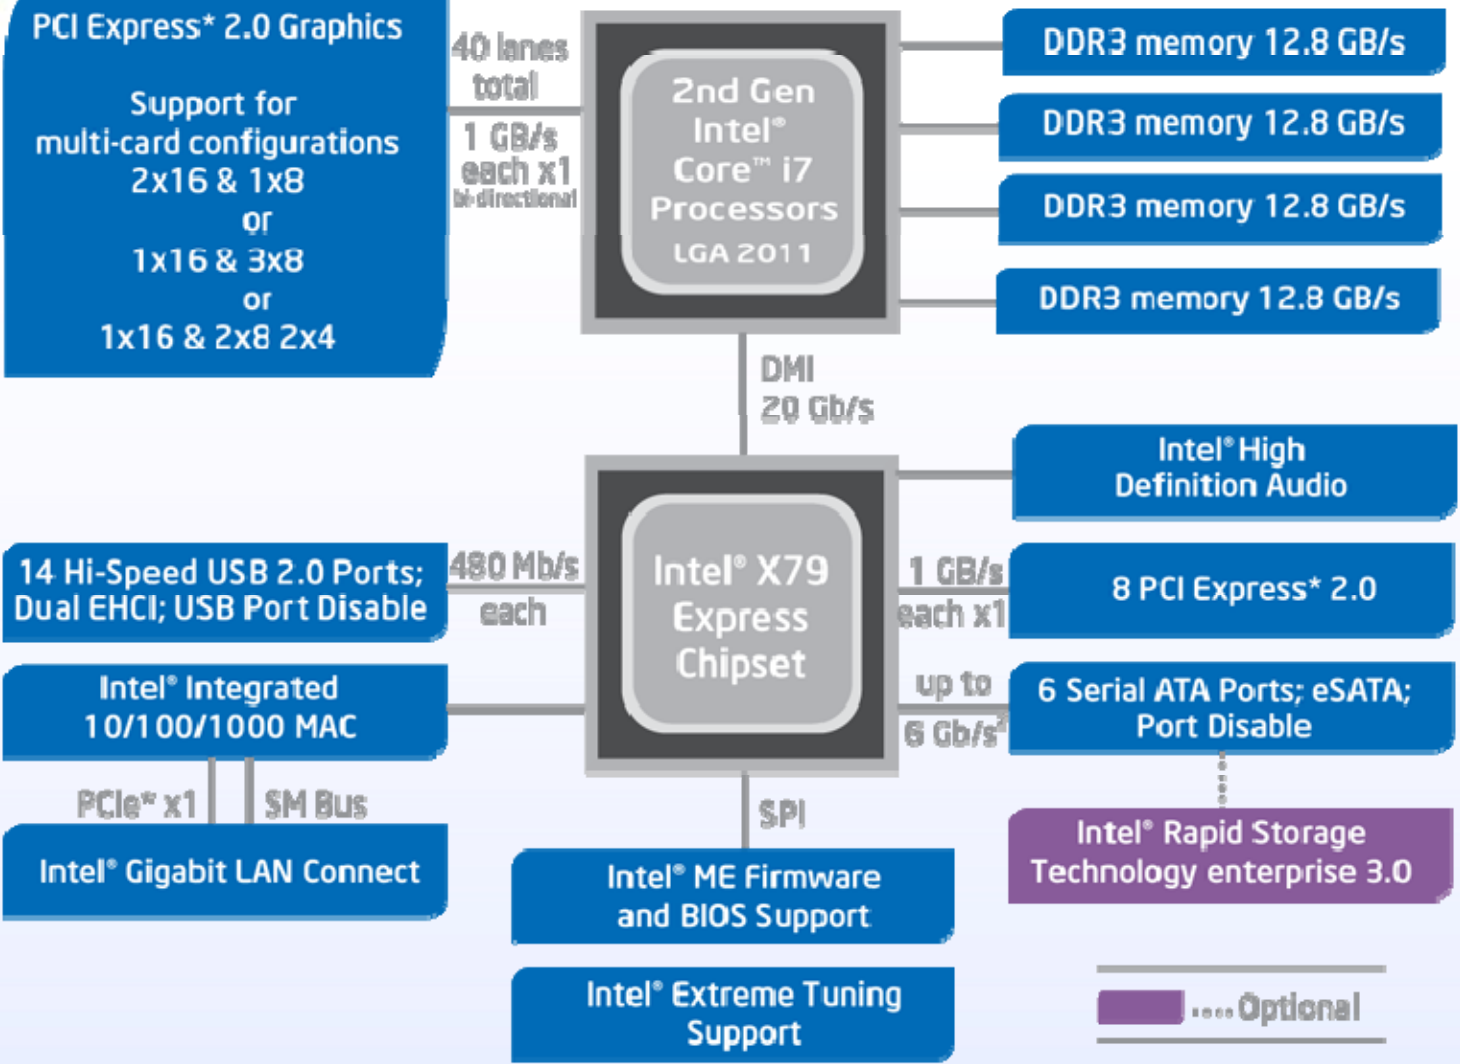 PCI Express* 2.0 Graphics
Support for
multi-card configurations
2x16 & 1x8
or
1x16 & 3x8
or
1x16 & 2x8 2x4
40 lanes
total
1 GB/s
each x1
bi-directional
2nd Gen
Intel®
Core™ i7
Processors
LGA 2011
DDR3 memory 12.8 GB/s
DDR3 memory 12.8 GB/s
DDR3 memory 12.8 GB/s
DDR3 memory 12.8 GB/s
DMI
20 Gb/s
Intel® High
Definition Audio
14 Hi-Speed USB 2.0 Ports;
Dual EHCI; USB Port Disable
480 Mb/s
each
Intel® X79
Express
Chipset
1 GB/s
each x1
8 PCI Express* 2.0
Intel® Integrated
10/100/1000 MAC
up to
6 Gb/s²
6 Serial ATA Ports; eSATA;
Port Disable
PCIe* x1
SM Bus
SPI
Intel® Gigabit LAN Connect
Intel® ME Firmware
and BIOS Support
Intel® Rapid Storage
Technology enterprise 3.0
Intel® Extreme Tuning
Support
Optional